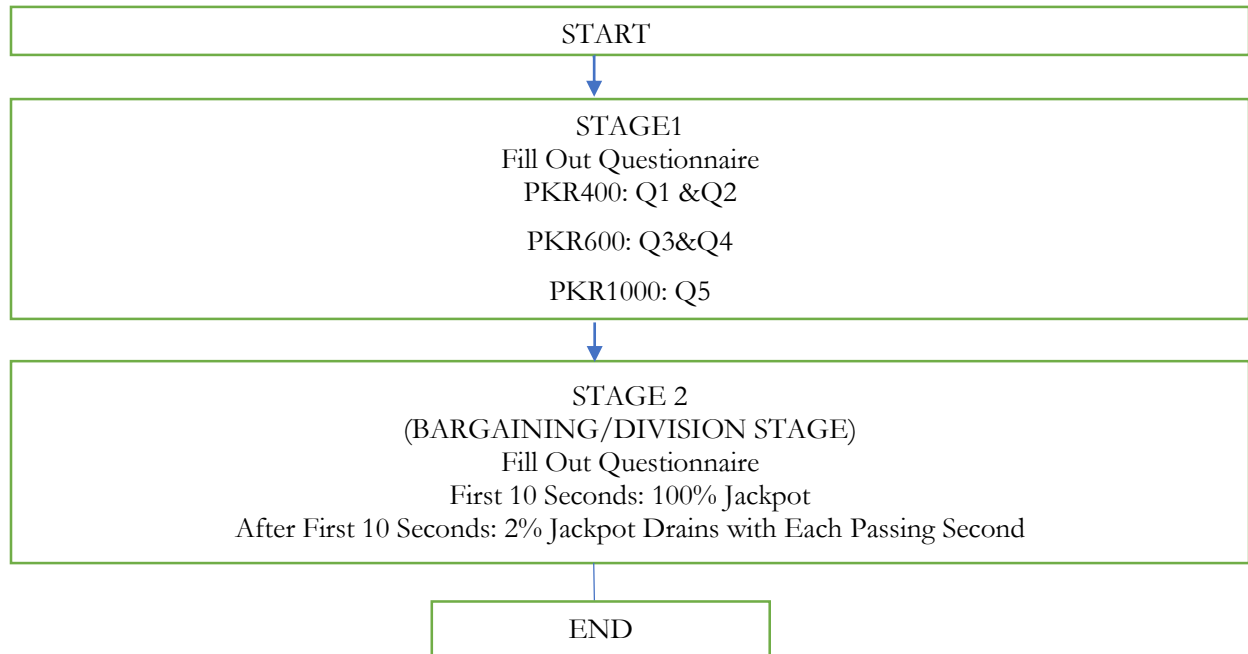 START
STAGE1
Fill Out Questionnaire
PKR400: Q1 &Q2
PKR600: Q3&Q4
PKR1000: Q5
STAGE 2
(BARGAINING/DIVISION STAGE)
Fill Out Questionnaire
First 10 Seconds: 100% Jackpot
After First 10 Seconds: 2% Jackpot Drains with Each Passing Second
END